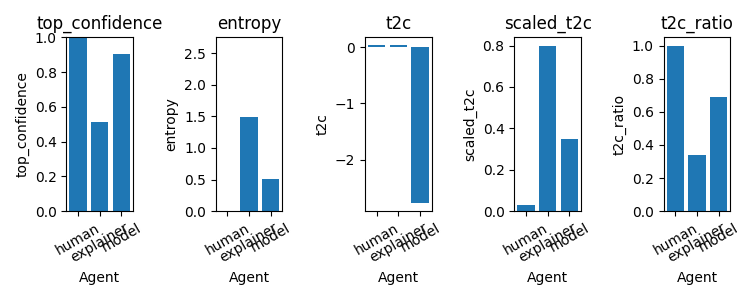 top_confidence
top_confidence
1.0
0.8
0.6
0.4
0.2
0.0
human
explainer
model
Agent
entropy
entropy
2.5
2.0
1.5
1.0
0.5
0.0
human
explainer
model
Agent
t2c
t2c
0
−1
−2
human
explainer
model
Agent
scaled_t2c
scaled_t2c
0.8
0.6
0.4
0.2
0.0
human
explainer
model
Agent
t2c_ratio
t2c_ratio
1.0
0.8
0.6
0.4
0.2
0.0
human
explainer
model
Agent